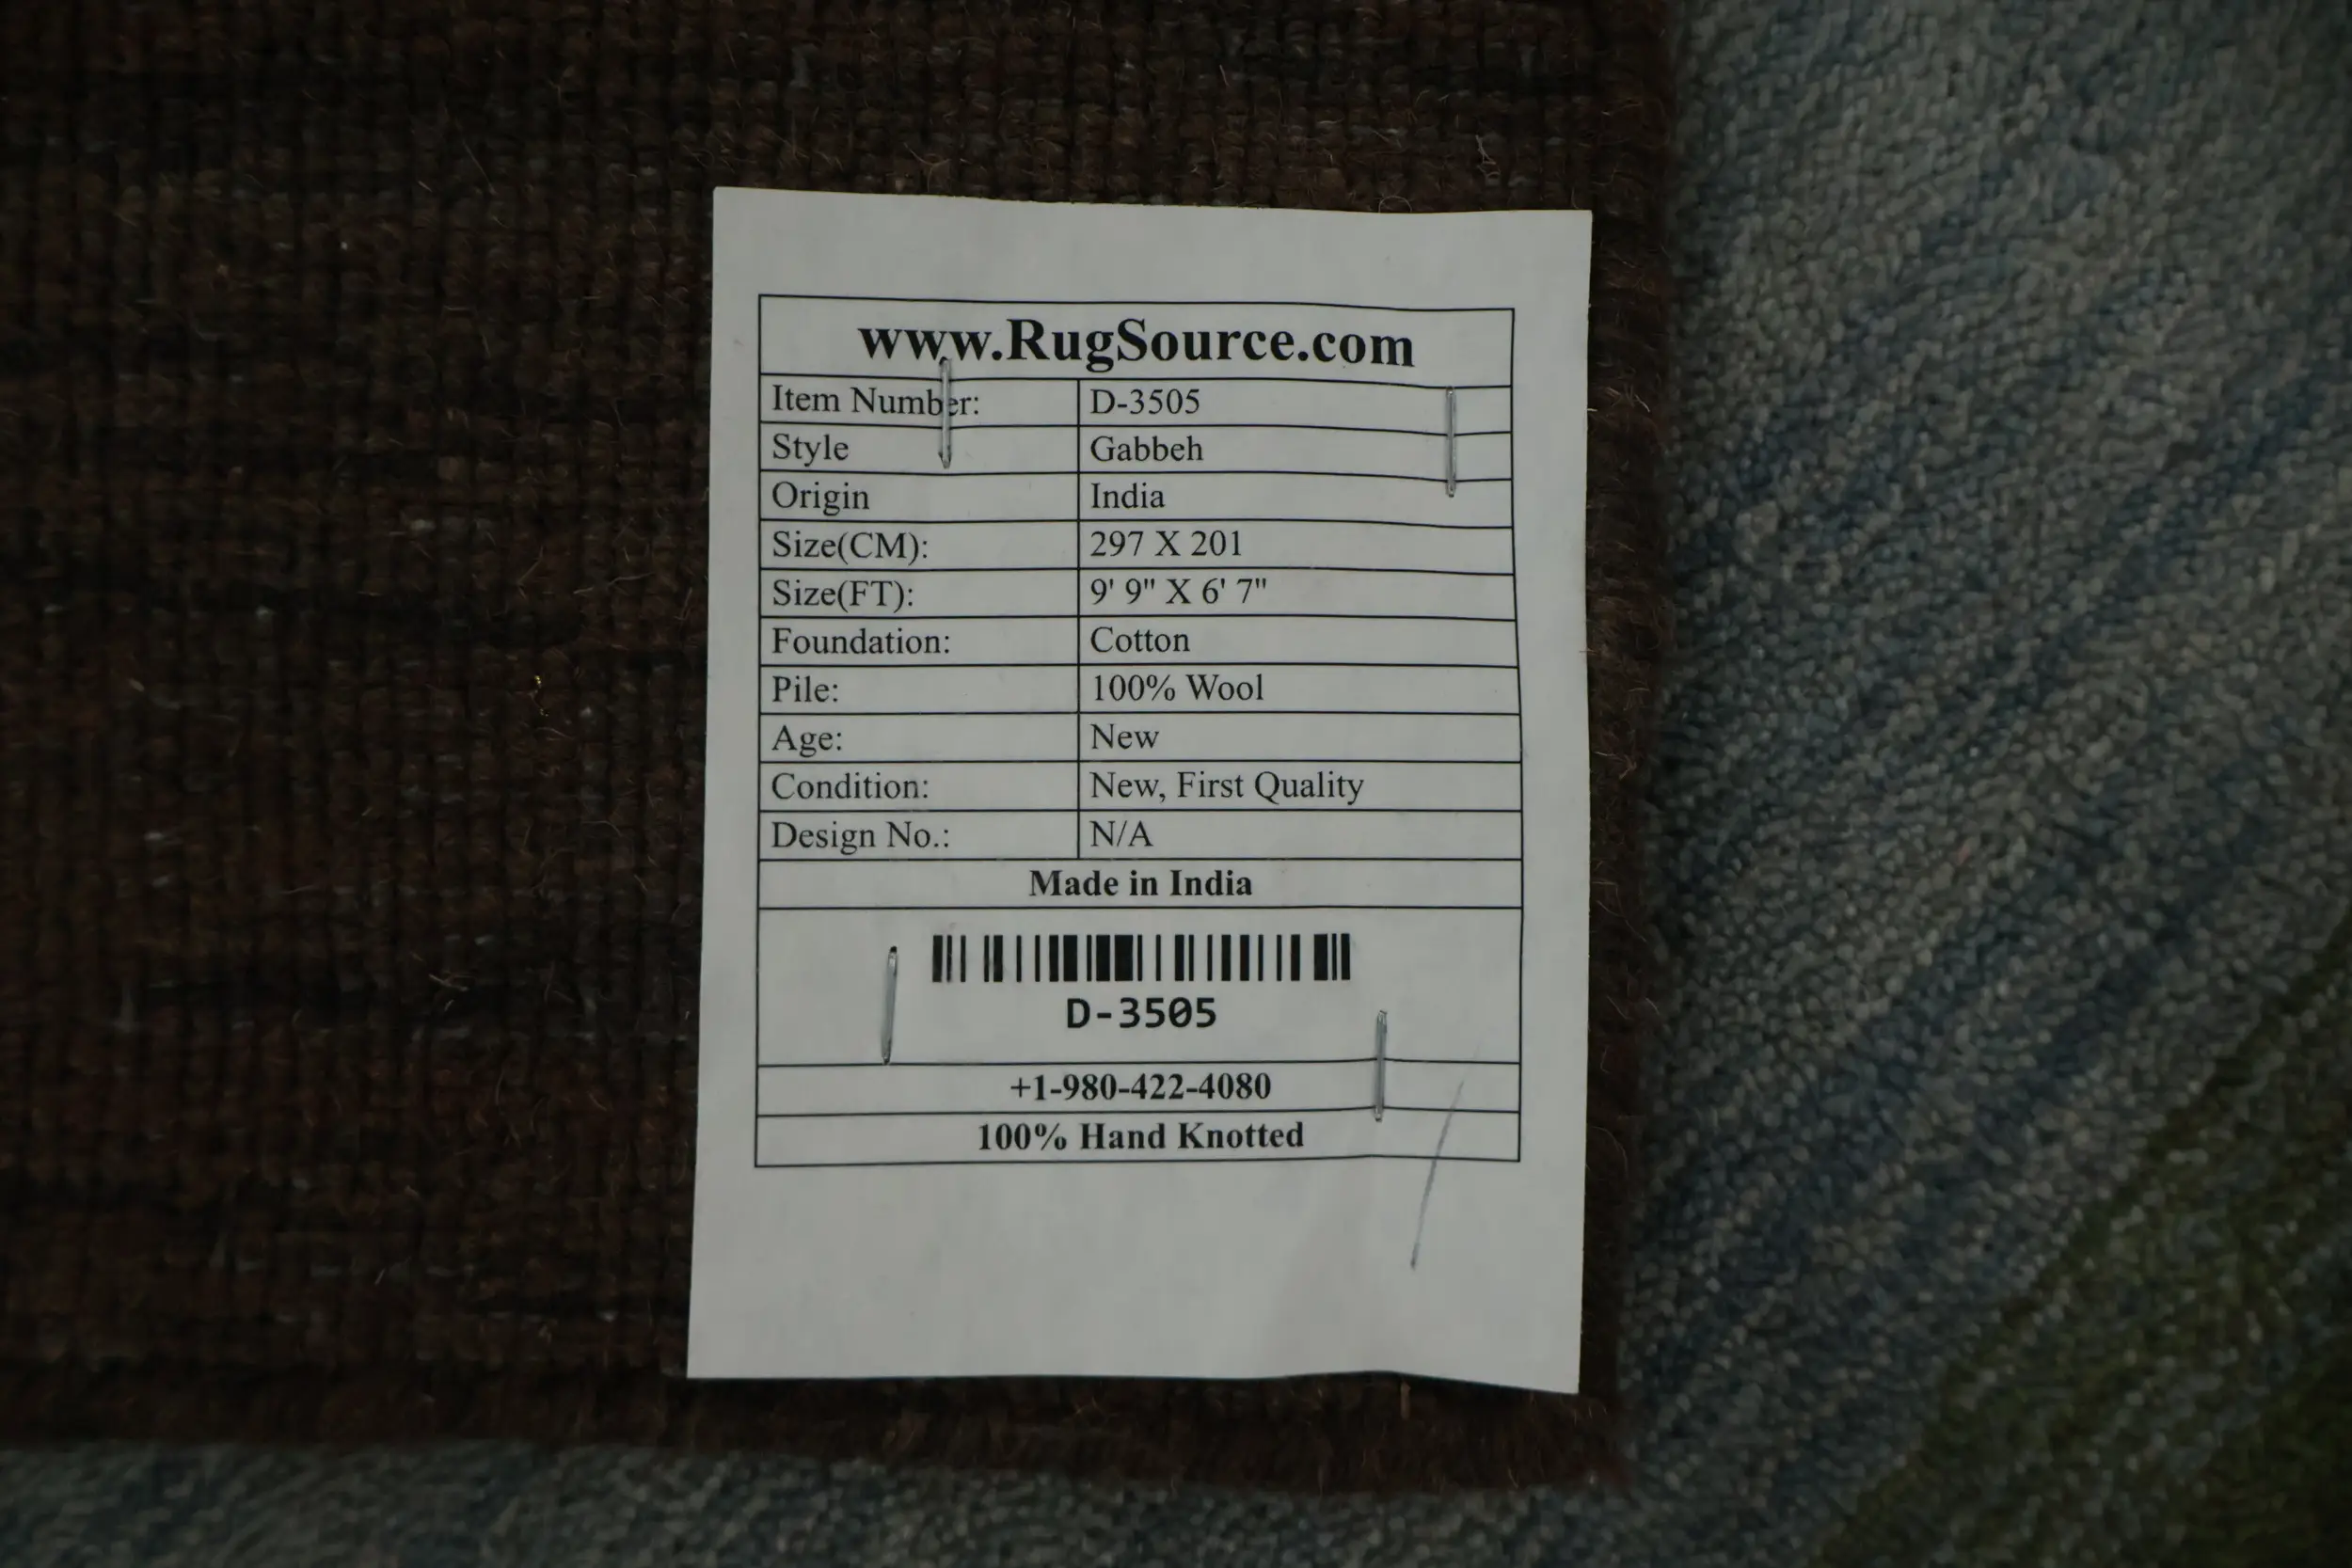 www.RugSource.com
Item Number: D-3505
Style Gabbeh
Origin India
Size(CM): 297 X 201
Size(FT): 9' 9" X 6' 7"
Foundation: Cotton
Pile: 100% Wool
Age: New
Condition: New, First Quality
Design No.: N/A
Made in India
D-3505
+1-980-422-4080
100% Hand Knotted